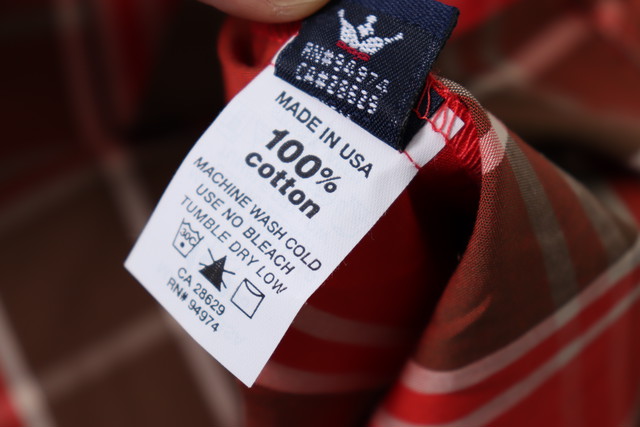 RN# 94974
MADE IN USA
100%
cotton
MACHINE WASH COLD
USE NO BLEACH
TUMBLE DRY LOW
30C
CA 28629
RN# 94974